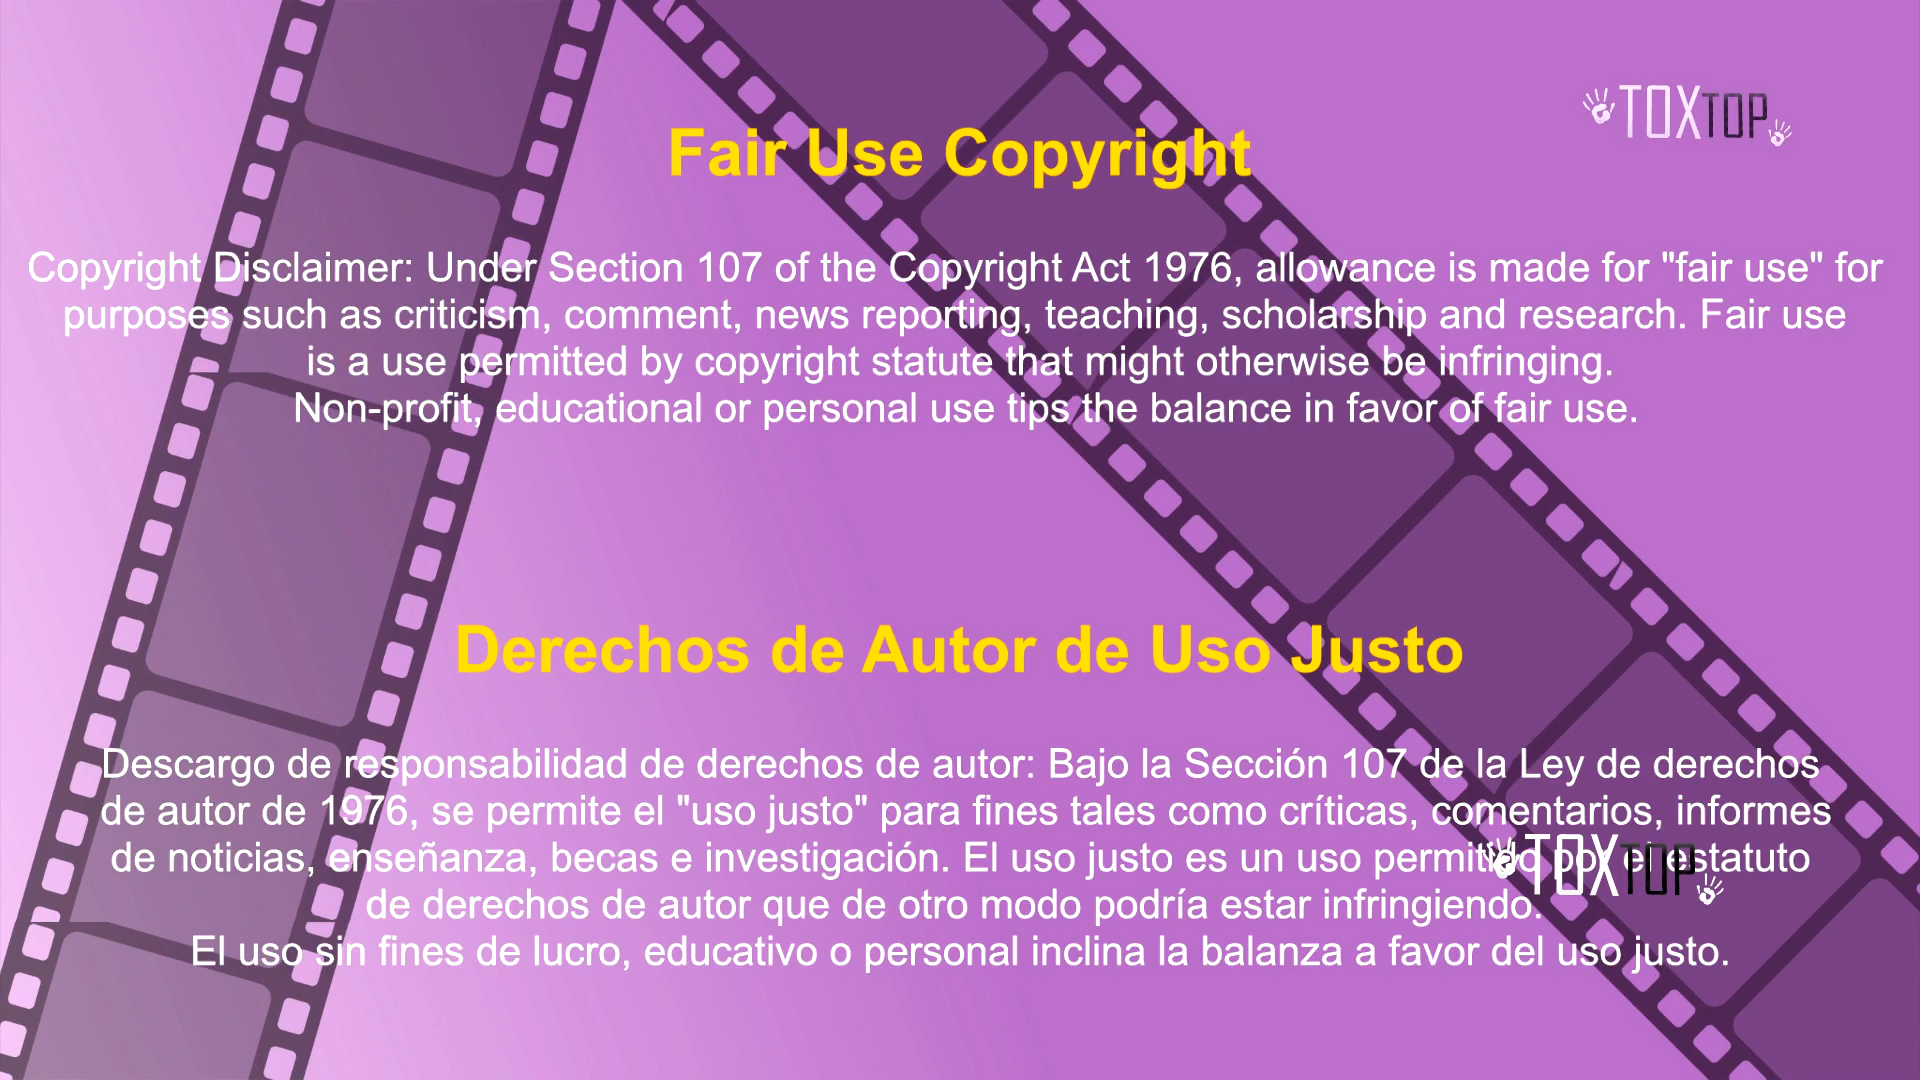 TOXTOP
Fair Use Copyright
Copyright Disclaimer: Under Section 107 of the Copyright Act 1976, allowance is made for "fair use" for
purposes such as criticism, comment, news reporting, teaching, scholarship and research. Fair use
is a use permitted by copyright statute that might otherwise be infringing.
Non-profit, educational or personal use tips the balance in favor of fair use.
Derechos de Autor de Uso Justo
Descargo de responsabilidad de derechos de autor: Bajo la Sección 107 de la Ley de derechos
de autor de 1976, se permite el "uso justo" para fines tales como críticas, comentarios, informes
de noticias, enseñanza, becas e investigación. El uso justo es un uso permitido por el estatuto
TOXTOP
de derechos de autor que de otro modo podría estar infringiendo.
El uso sin fines de lucro, educativo o personal inclina la balanza a favor del uso justo.